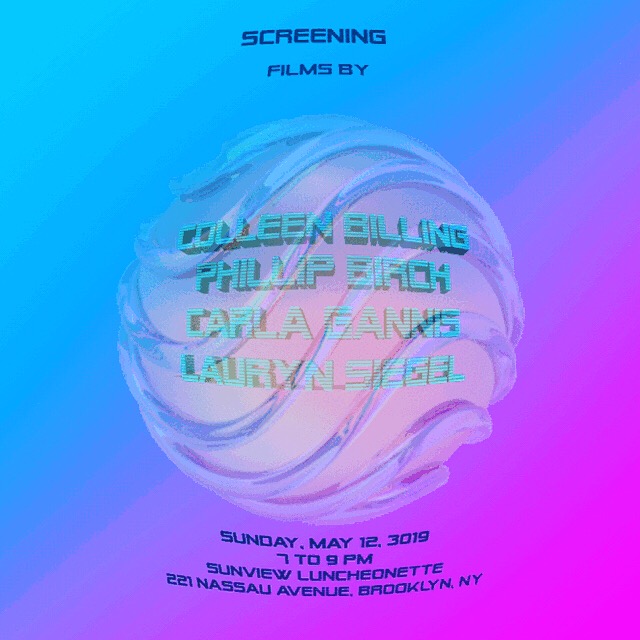 SCREENING
FILMS BY
COLLEEN BILLING
PHILLIP BIRCH
CARLA GANNIS
LAURYN SIEGEL
SUNDAY, MAY 12, 3019
7 TO 9 PM
SUNVIEW LUNCHEONETTE
221 NASSAU AVENUE, BROOKLYN, NY